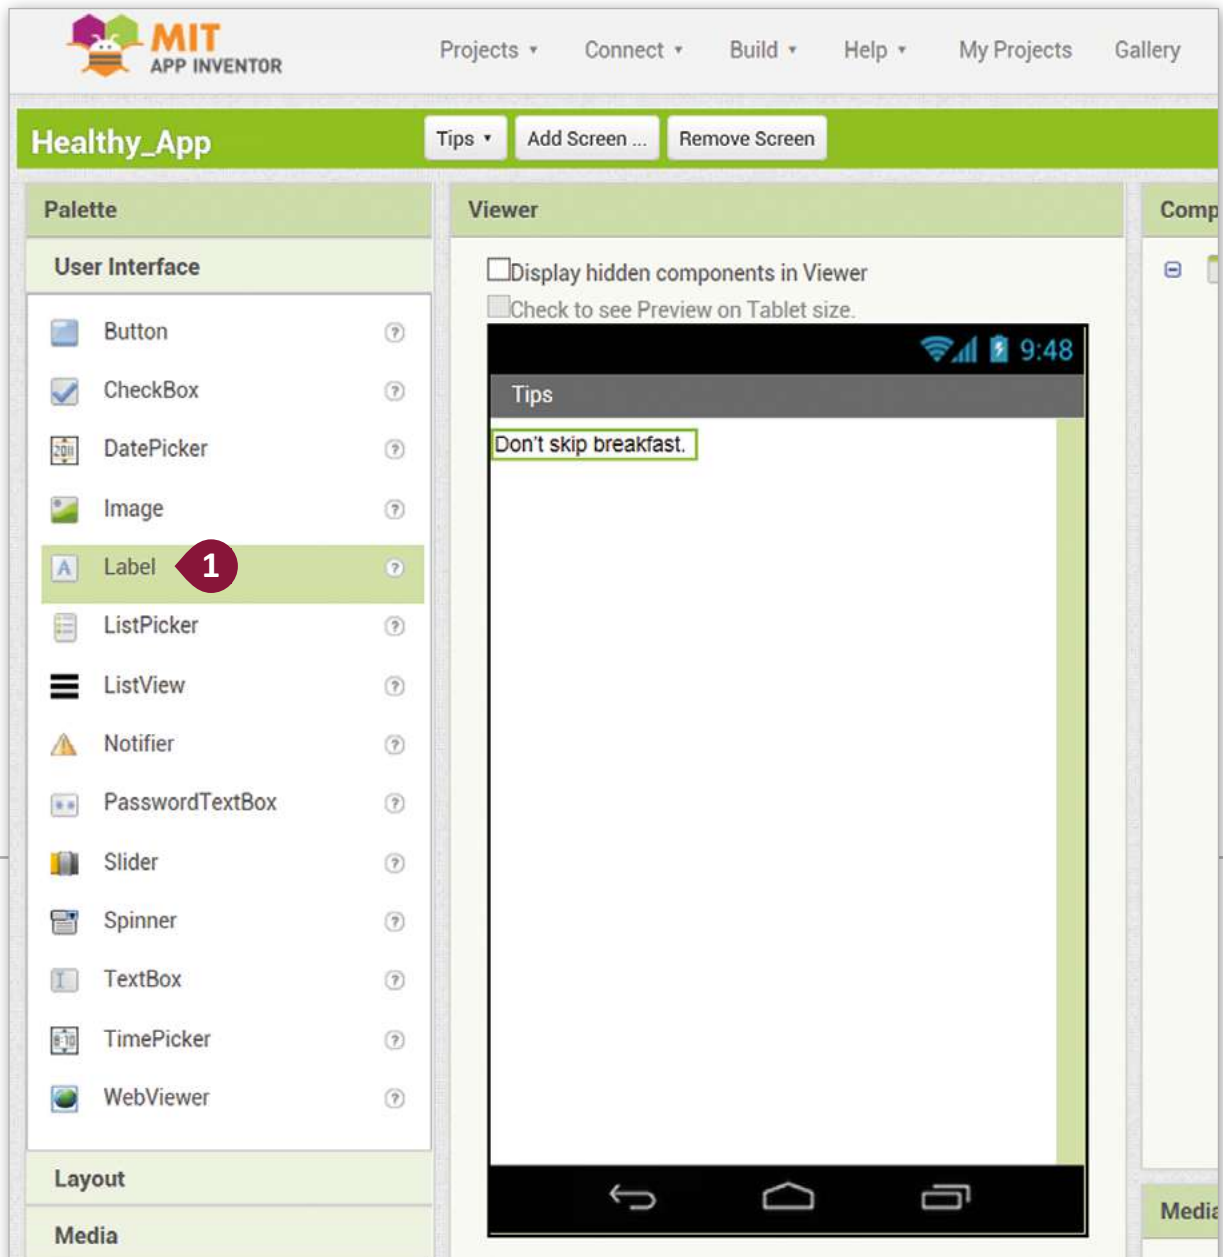 MIT
APP INVENTOR
Projects
Connect
Build
Help
My Projects
Gallery
Healthy_App
Tips
Add Screen ...
Remove Screen
Palette
User Interface
Button
CheckBox
DatePicker
Image
Label
1
ListPicker
ListView
Notifier
PasswordTextBox
Slider
Spinner
TextBox
TimePicker
WebViewer
Layout
Media
Viewer
Display hidden components in Viewer
Check to see Preview on Tablet size.
9:48
Tips
Don't skip breakfast.
Comp
Media